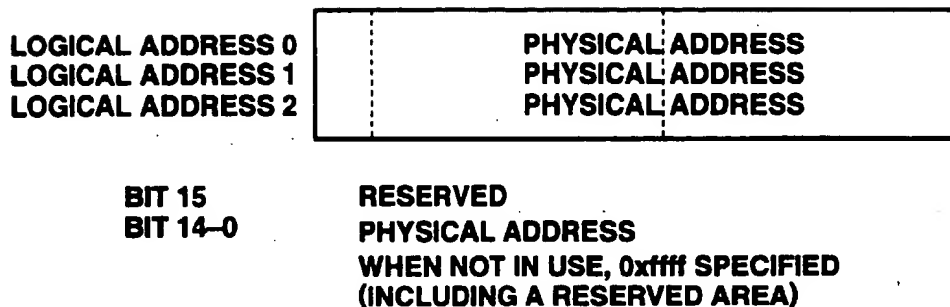 LOGICAL ADDRESS 0 PHYSICAL ADDRESS
LOGICAL ADDRESS 1 PHYSICAL ADDRESS
LOGICAL ADDRESS 2 PHYSICAL ADDRESS
BIT 15 RESERVED
BIT 14–0 PHYSICAL ADDRESS
WHEN NOT IN USE, 0xffff SPECIFIED
(INCLUDING A RESERVED AREA)